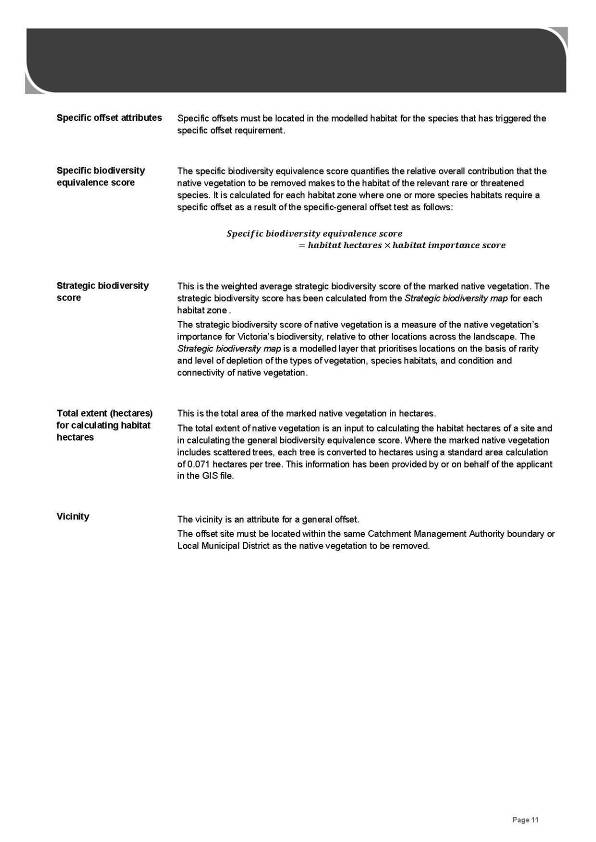 Specific offset attributes
Specific offsets must be located in the modelled habitat for the species that has triggered the
specific offset requirement.
Specific biodiversity
equivalence score
The specific biodiversity equivalence score quantifies the relative overall contribution that the
native vegetation to be removed makes to the habitat of the relevant rare or threatened
species. It is calculated for each habitat zone where one or more species habitats require a
specific offset as a result of the specific-general offset test as follows:
Specific biodiversity equivalence score
= habitat hectares × habitat importance score
Strategic biodiversity
score
This is the weighted average strategic biodiversity score of the marked native vegetation. The
strategic biodiversity score has been calculated from the Strategic biodiversity map for each
habitat zone .
The strategic biodiversity score of native vegetation is a measure of the native vegetation's
importance for Victoria's biodiversity, relative to other locations across the landscape. The
Strategic biodiversity map is a modelled layer that prioritises locations on the basis of rarity
and level of depletion of the types of vegetation, species habitats, and condition and
connectivity of native vegetation.
Total extent (hectares)
for calculating habitat
hectares
This is the total area of the marked native vegetation in hectares.
The total extent of native vegetation is an input to calculating the habitat hectares of a site and
in calculating the general biodiversity equivalence score. Where the marked native vegetation
includes scattered trees, each tree is converted to hectares using a standard area calculation
of 0.071 hectares per tree. This information has been provided by or on behalf of the applicant
in the GIS file.
Vicinity
The vicinity is an attribute for a general offset.
The offset site must be located within the same Catchment Management Authority boundary or
Local Municipal District as the native vegetation to be removed.
Page 11